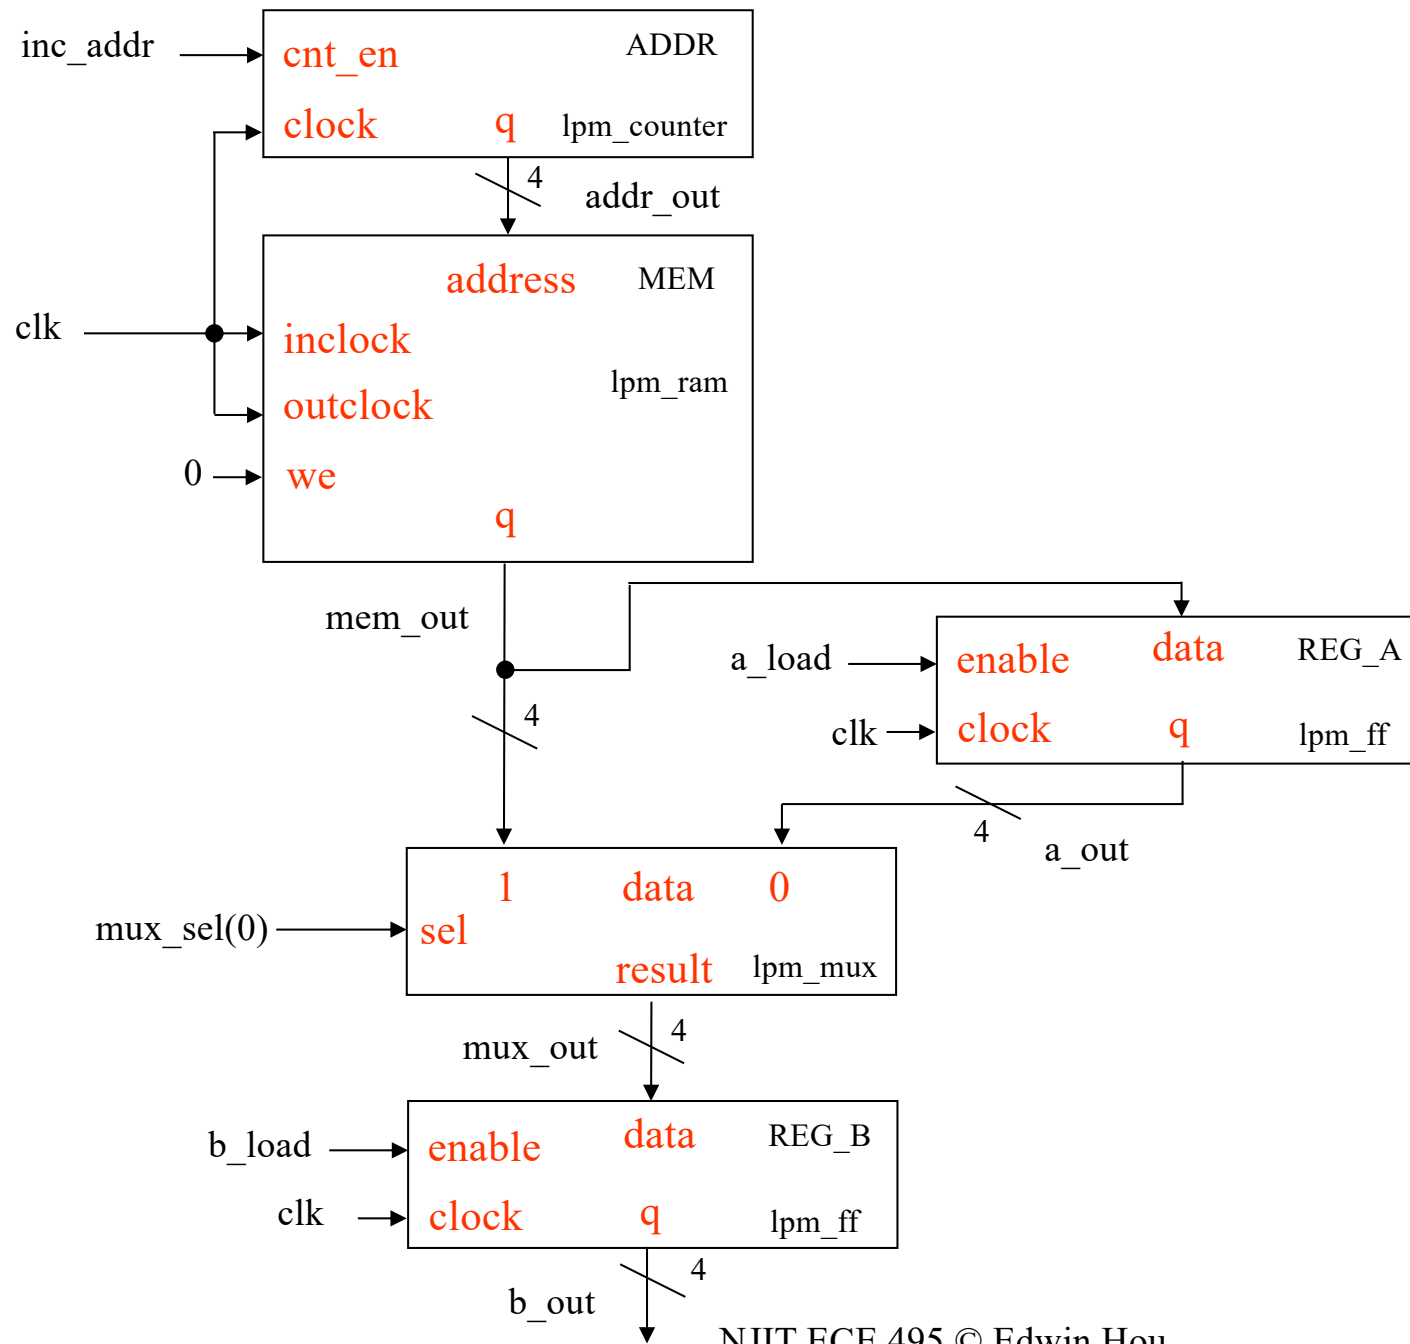 inc_addr
cnt_en
ADDR
clock
q
lpm_counter
4
addr_out
address
MEM
clk
inclock
lpm_ram
outclock
0
we
q
mem_out
a_load
enable
data
REG_A
4
clk
clock
q
lpm_ff
4
a_out
1
data
0
mux_sel(0)
sel
result
lpm_mux
4
mux_out
b_load
enable
data
REG_B
clk
clock
q
lpm_ff
4
b_out
NJIT ECE 495 © Edwin Hou